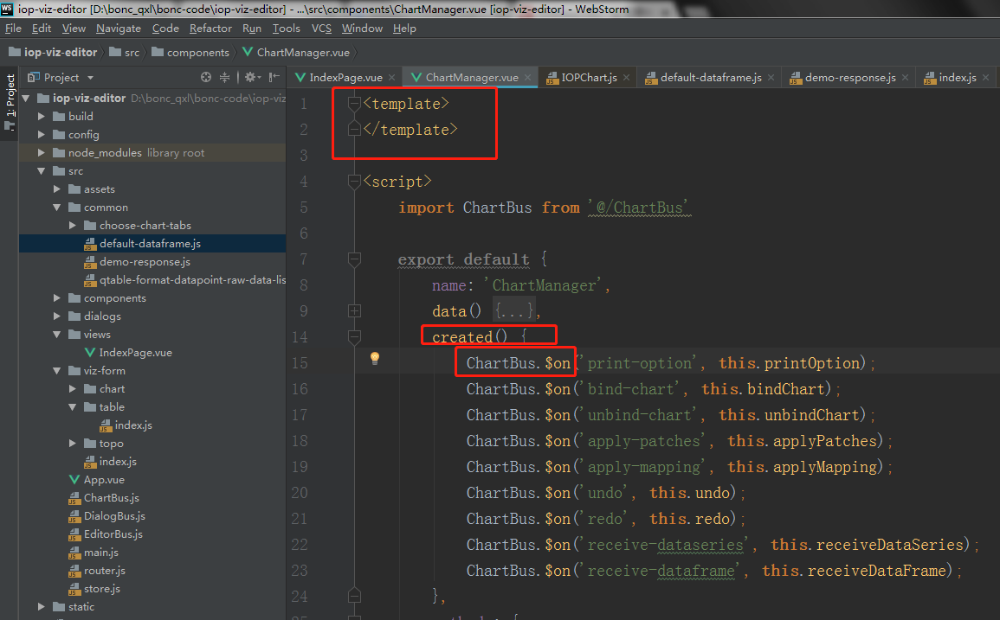 iop-viz-editor [D:\bonc_qxl\bonc-code\iop-viz-editor] - ...\src\components\ChartManager.vue [iop-viz-editor] - WebStorm
File Edit View Navigate Code Refactor Run Tools VCS Window Help
iop-viz-editor src components ChartManager.vue
1: Project
Project
IndexPage.vue ChartManager.vue IOPChart.js default-dataframe.js demo-response.js index.js
iop-viz-editor D:\bonc_qxl\bonc-code\iop-viz
build
config
node_modules library root
src
assets
common
choose-chart-tabs
default-dataframe.js
demo-response.js
qtable-format-datapoint-raw-data-lis
components
dialogs
views
IndexPage.vue
viz-form
chart
table
index.js
topo
index.js
App.vue
ChartBus.js
DialogBus.js
EditorBus.js
main.js
router.js
store.js
static
1 <template>
2 </template>
3
4 <script>
5 import ChartBus from '@/ChartBus'
6
7 export default {
8 name: 'ChartManager',
9 data() {...},
14 created() {
15 ChartBus.$on('print-option', this.printOption);
16 ChartBus.$on('bind-chart', this.bindChart);
17 ChartBus.$on('unbind-chart', this.unbindChart);
18 ChartBus.$on('apply-patches', this.applyPatches);
19 ChartBus.$on('apply-mapping', this.applyMapping);
20 ChartBus.$on('undo', this.undo);
21 ChartBus.$on('redo', this.redo);
22 ChartBus.$on('receive-dataseries', this.receiveDataSeries);
23 ChartBus.$on('receive-dataframe', this.receiveDataFrame);
24 },